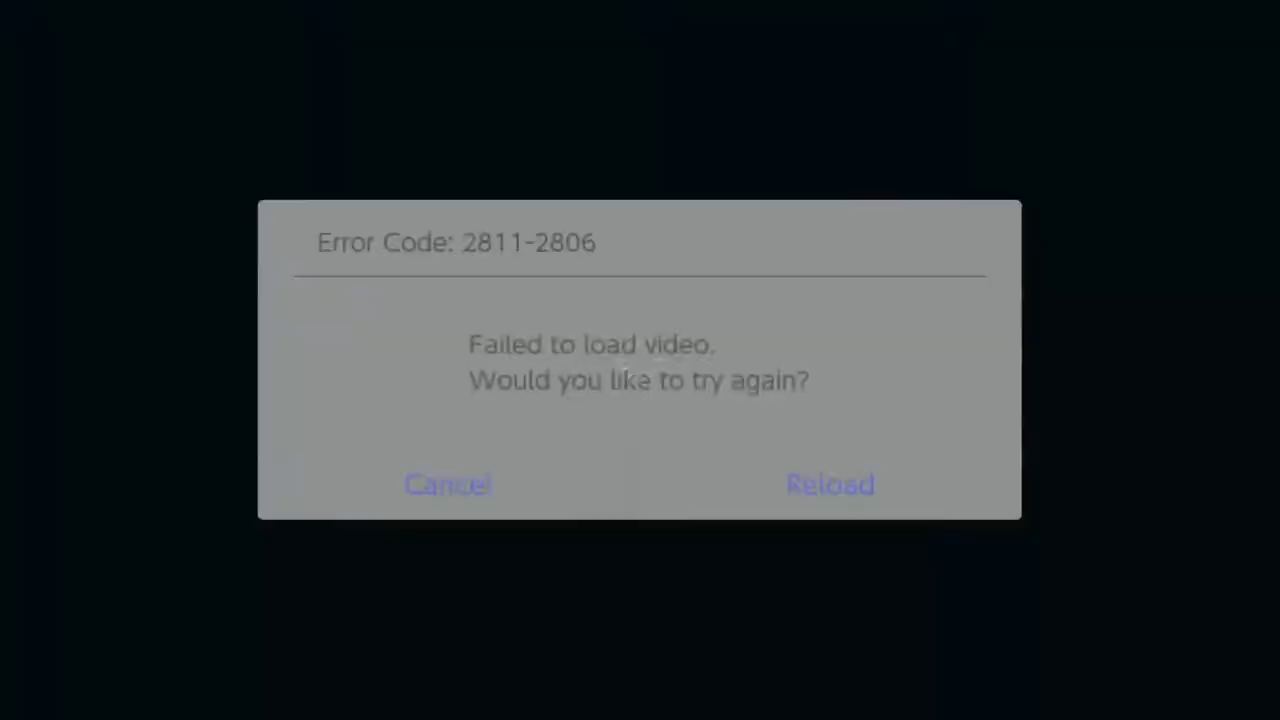 Error Code: 2811-2806
Failed to load video.
Would you like to try again?
Cancel
Reload